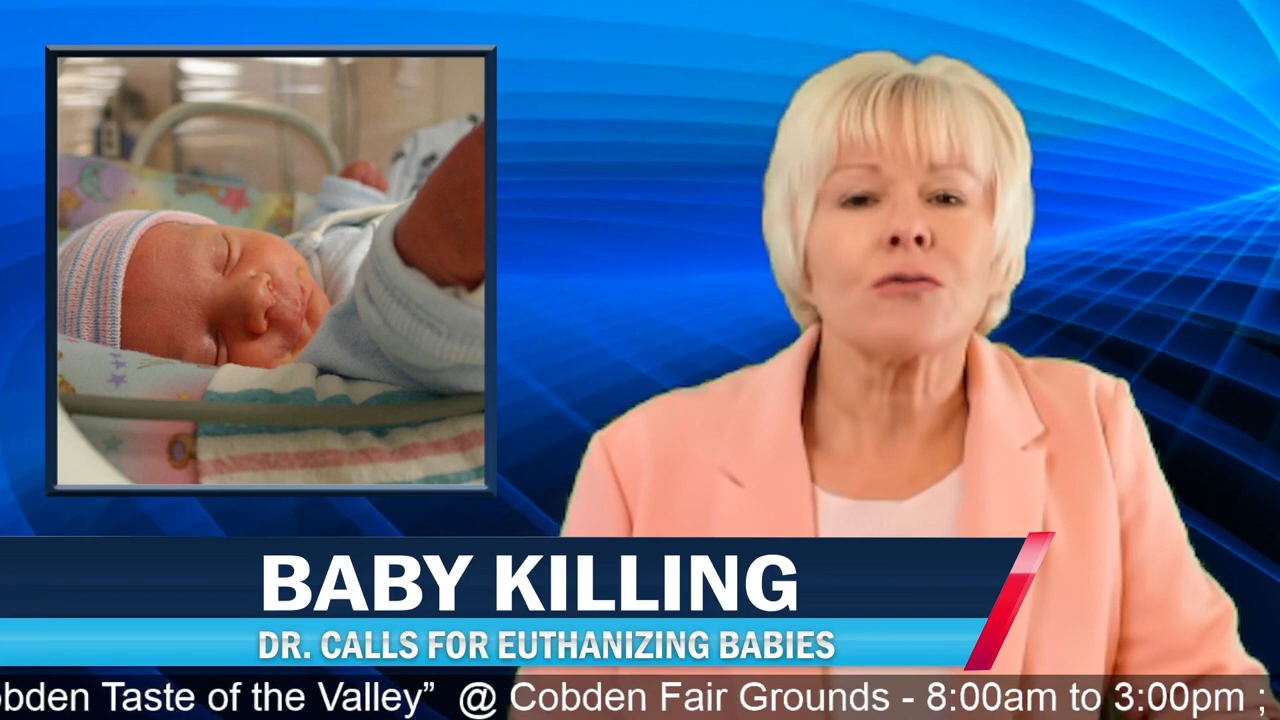 BABY KILLING
DR. CALLS FOR EUTHANIZING BABIES
bden Taste of the Valley” @ Cobden Fair Grounds - 8:00am to 3:00pm ;